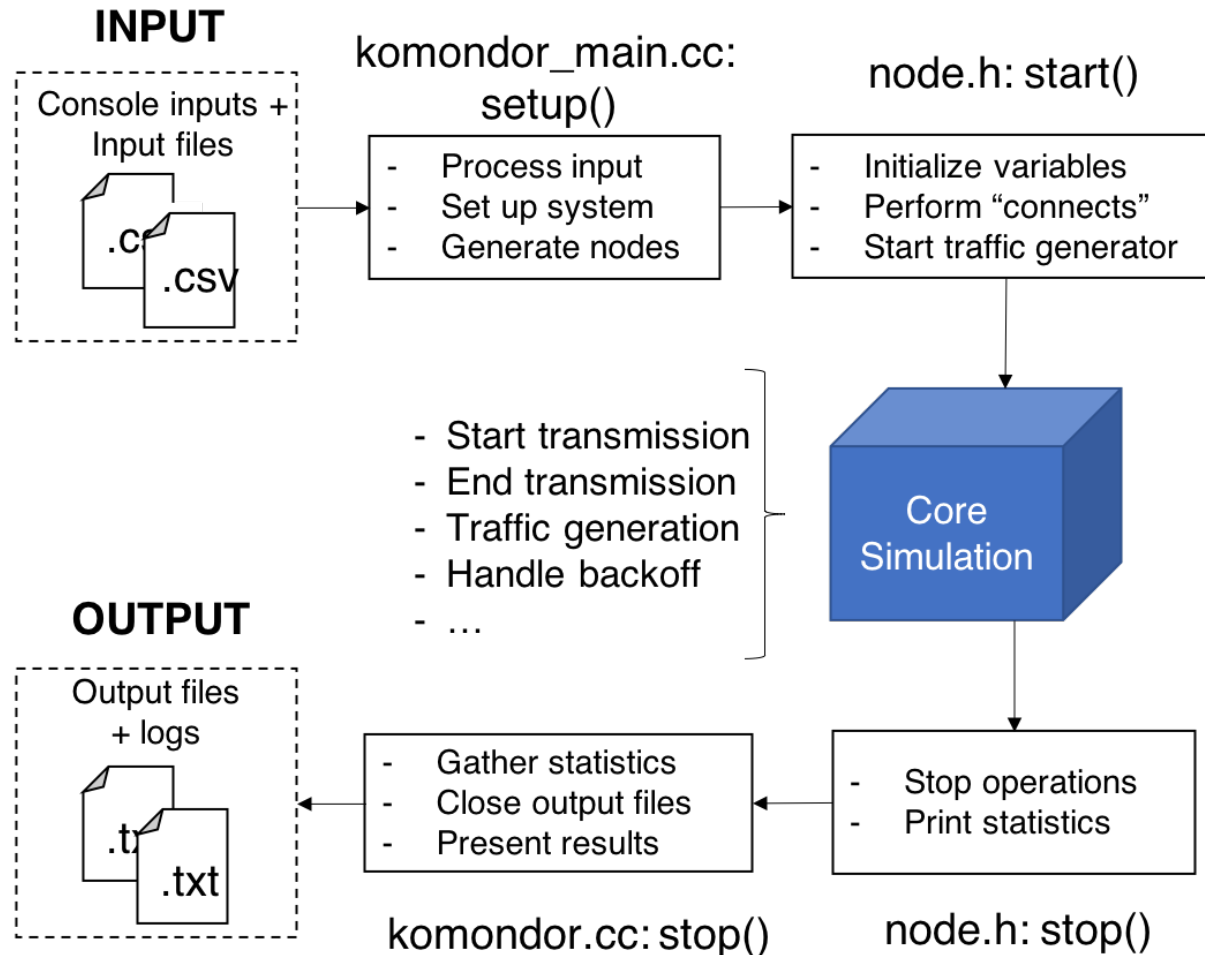 INPUT
Console inputs +
Input files
.cs
.csv
komondor_main.cc:
setup()
- Process input
- Set up system
- Generate nodes
node.h: start()
- Initialize variables
- Perform “connects”
- Start traffic generator
- Start transmission
- End transmission
- Traffic generation
- Handle backoff
- …
Core
Simulation
OUTPUT
Output files
+ logs
.tx
.txt
- Gather statistics
- Close output files
- Present results
komondor.cc: stop()
- Stop operations
- Print statistics
node.h: stop()